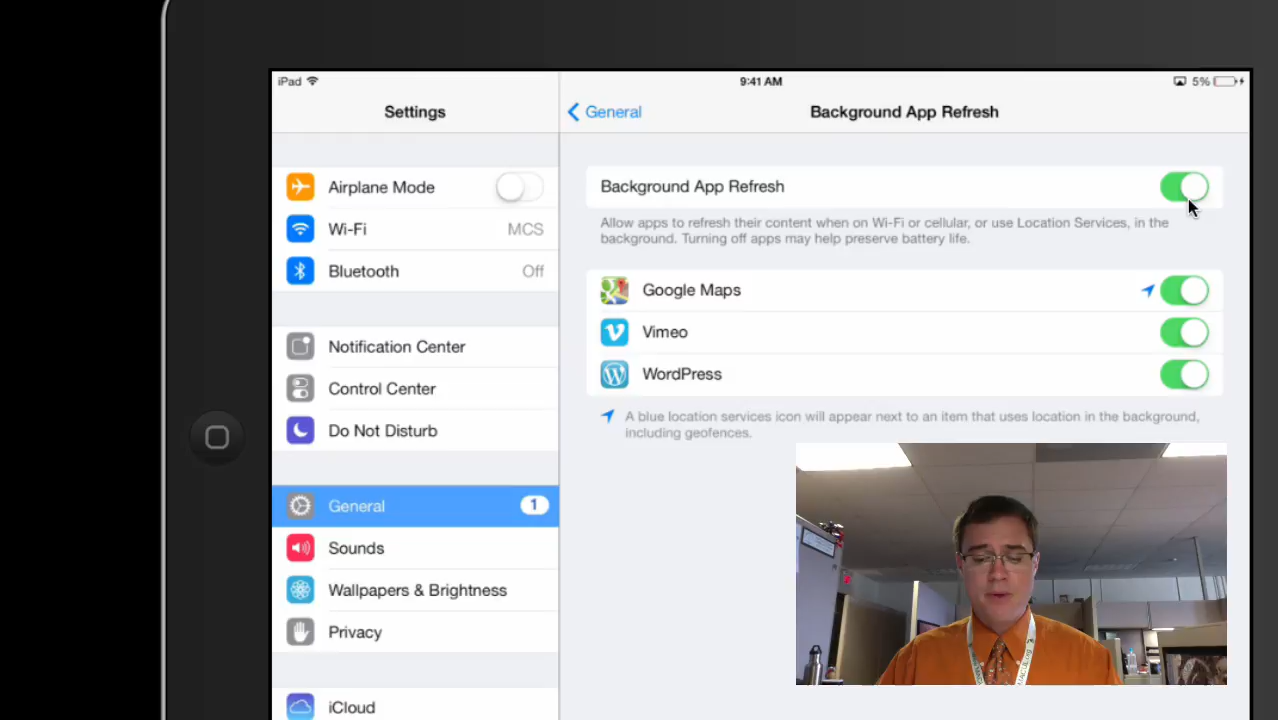 iPad
9:41 AM
5%
Settings
General
Background App Refresh
Airplane Mode
Wi-Fi
MCS
Bluetooth
Off
Notification Center
Control Center
Do Not Disturb
General
1
Sounds
Wallpapers & Brightness
Privacy
iCloud
Background App Refresh
Allow apps to refresh their content when on Wi-Fi or cellular, or use Location Services, in the
background. Turning off apps may help preserve battery life.
Google Maps
Vimeo
WordPress
A blue location services icon will appear next to an item that uses location in the background,
including geofences.